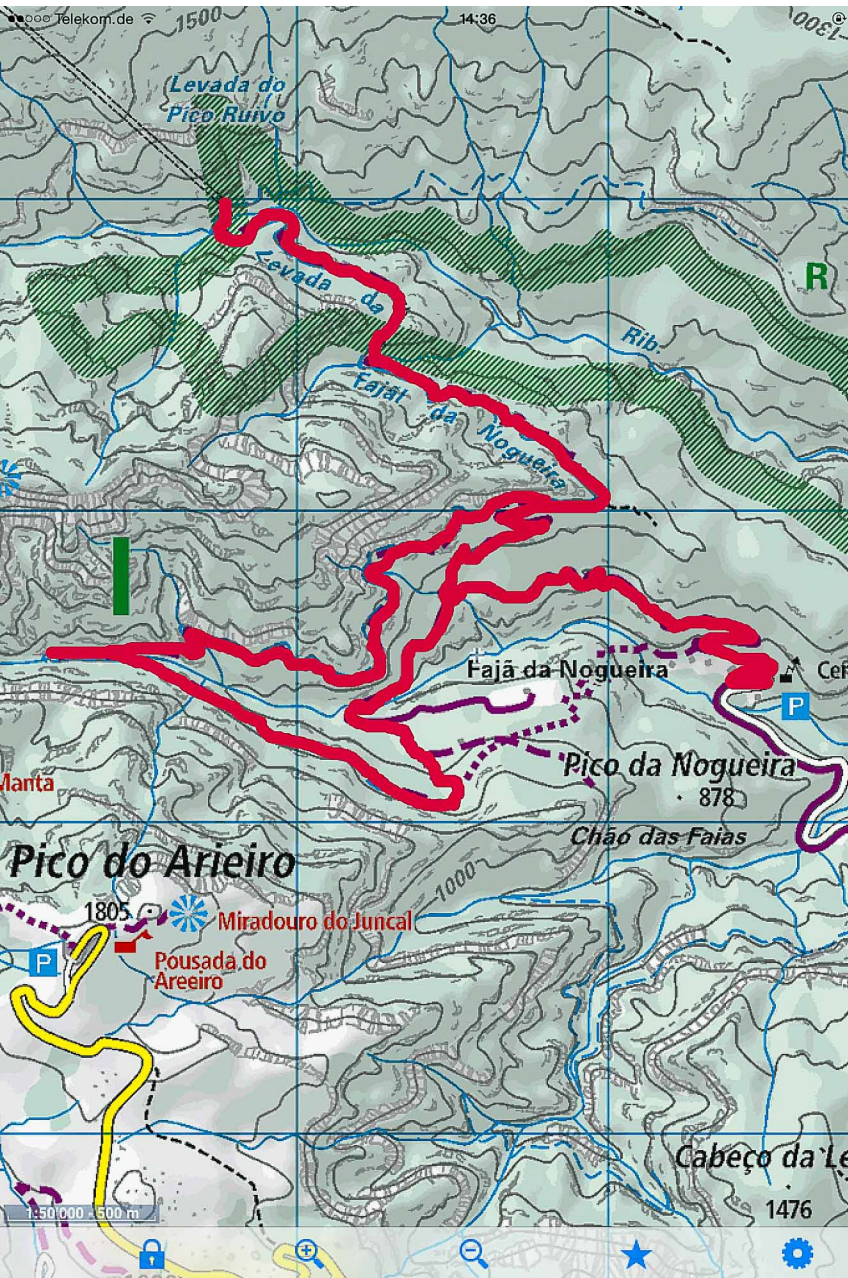 Telekom.de
14:36
1500
1300
Levada do
Pico Ruivo
R
Levada da
Rib.
Fajãl da Nogueira
I
Fajã da Nogueira
P
Pico da Nogueira
Manta
878
Chão das Faias
Pico do Arieiro
1000
1805
Miradouro do Juncal
P
Pousada do
Areeiro
Cabeço da
1476
1:50'000 - 500 m